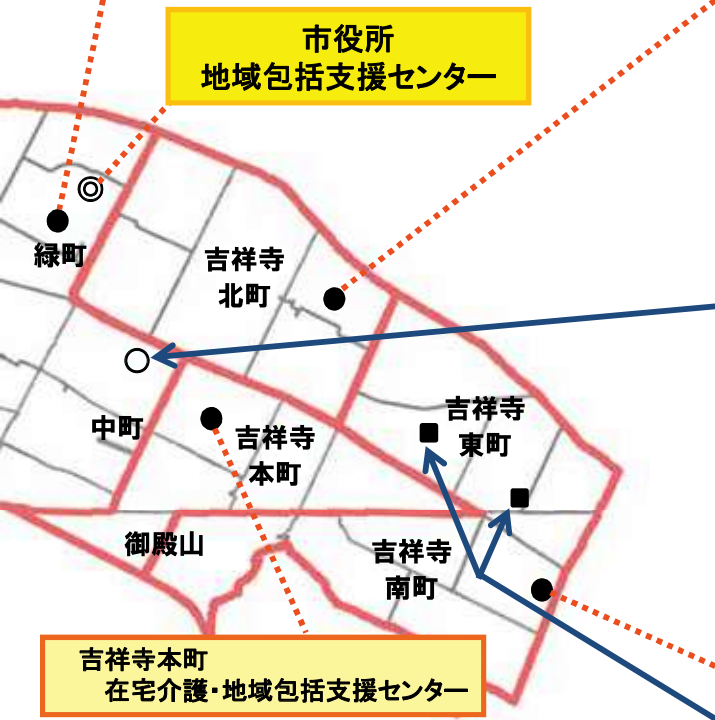 市役所
地域包括支援センター
緑町
吉祥寺
北町
中町
吉祥寺
本町
吉祥寺
東町
御殿山
吉祥寺
南町
吉祥寺本町
在宅介護・地域包括支援センター